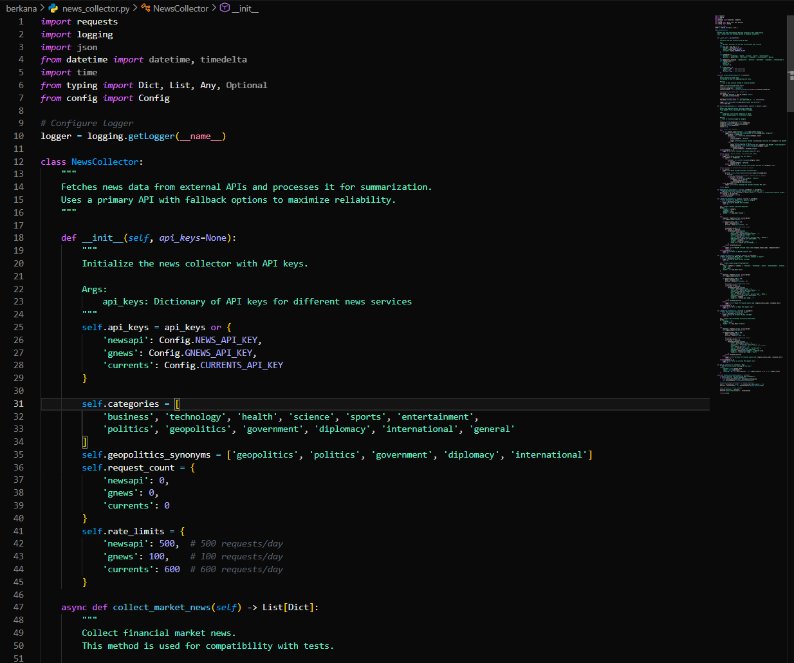 berkana > news_collector.py > NewsCollector > __init__
1 import requests
2 import logging
3 import json
4 from datetime import datetime, timedelta
5 import time
6 from typing import Dict, List, Any, Optional
7 from config import Config
8
9 # Configure logger
10 logger = logging.getLogger(__name__)
11
12 class NewsCollector:
13 """
14 Fetches news data from external APIs and processes it for summarization.
15 Uses a primary API with fallback options to maximize reliability.
16 """
17
18 def __init__(self, api_keys=None):
19 """
20 Initialize the news collector with API keys.
21
22 Args:
23 api_keys: Dictionary of API keys for different news services
24 """
25 self.api_keys = api_keys or {
26 'newsapi': Config.NEWS_API_KEY,
27 'gnews': Config.GNEWS_API_KEY,
28 'currents': Config.CURRENTS_API_KEY
29 }
30
31 self.categories = [
32 'business', 'technology', 'health', 'science', 'sports', 'entertainment',
33 'politics', 'geopolitics', 'government', 'diplomacy', 'international', 'general'
34 ]
35 self.geopolitics_synonyms = ['geopolitics', 'politics', 'government', 'diplomacy', 'international']
36 self.request_count = {
37 'newsapi': 0,
38 'gnews': 0,
39 'currents': 0
40 }
41 self.rate_limits = {
42 'newsapi': 500, # 500 requests/day
43 'gnews': 100, # 100 requests/day
44 'currents': 600 # 600 requests/day
45 }
46
47 async def collect_market_news(self) -> List[Dict]:
48 """
49 Collect financial market news.
50 This method is used for compatibility with tests.
51